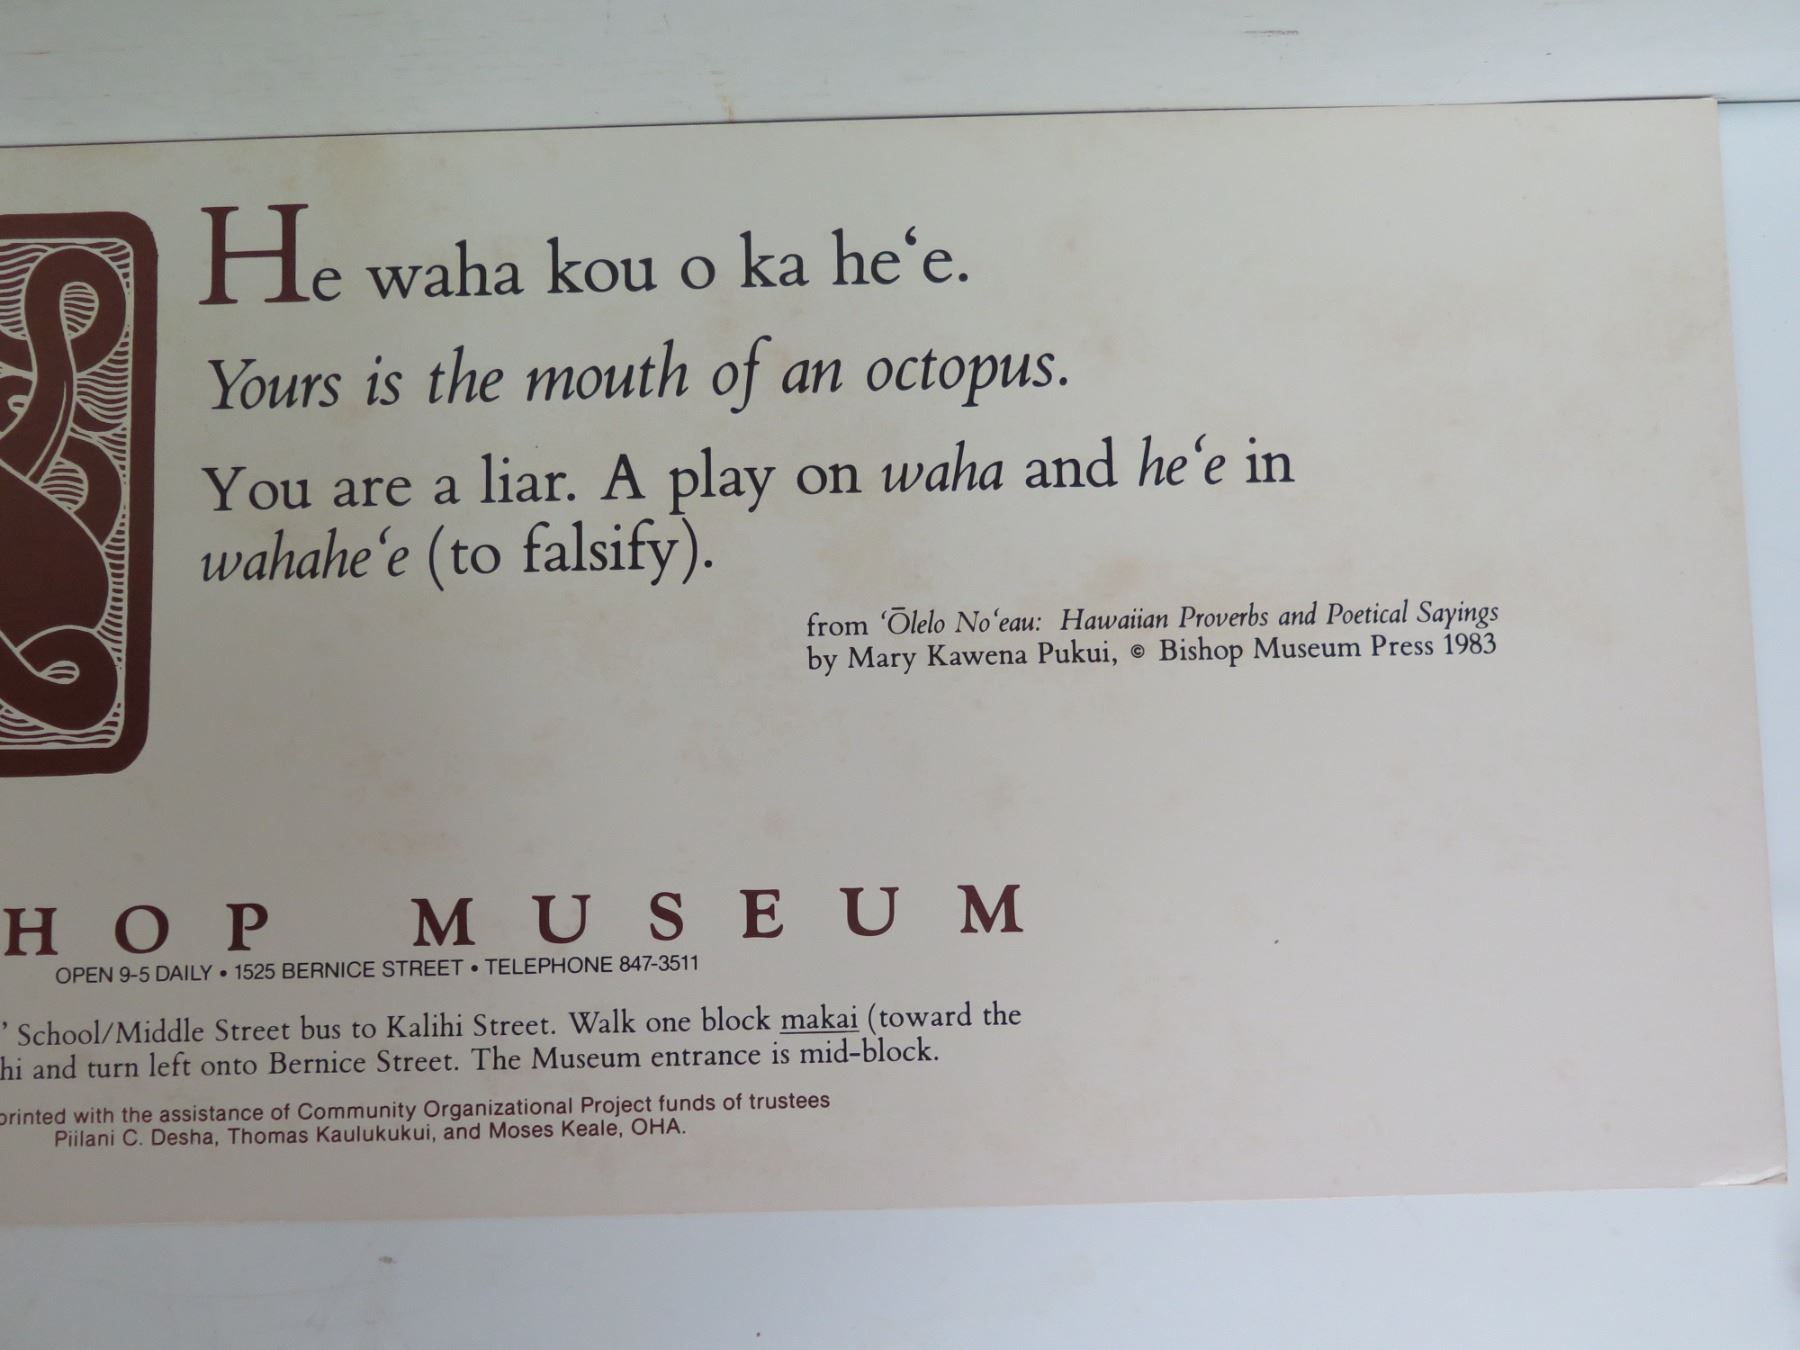 He waha kou o ka heʻe.
Yours is the mouth of an octopus.
You are a liar. A play on waha and heʻe in
wahaheʻe (to falsify).
from ʻŌlelo Noʻeau: Hawaiian Proverbs and Poetical Sayings
by Mary Kawena Pukui, © Bishop Museum Press 1983
HOP MUSEUM
OPEN 9-5 DAILY • 1525 BERNICE STREET • TELEPHONE 847-3511
’ School/Middle Street bus to Kalihi Street. Walk one block makai (toward the
hi and turn left onto Bernice Street. The Museum entrance is mid-block.
printed with the assistance of Community Organizational Project funds of trustees
Piilani C. Desha, Thomas Kaulukukui, and Moses Keale, OHA.